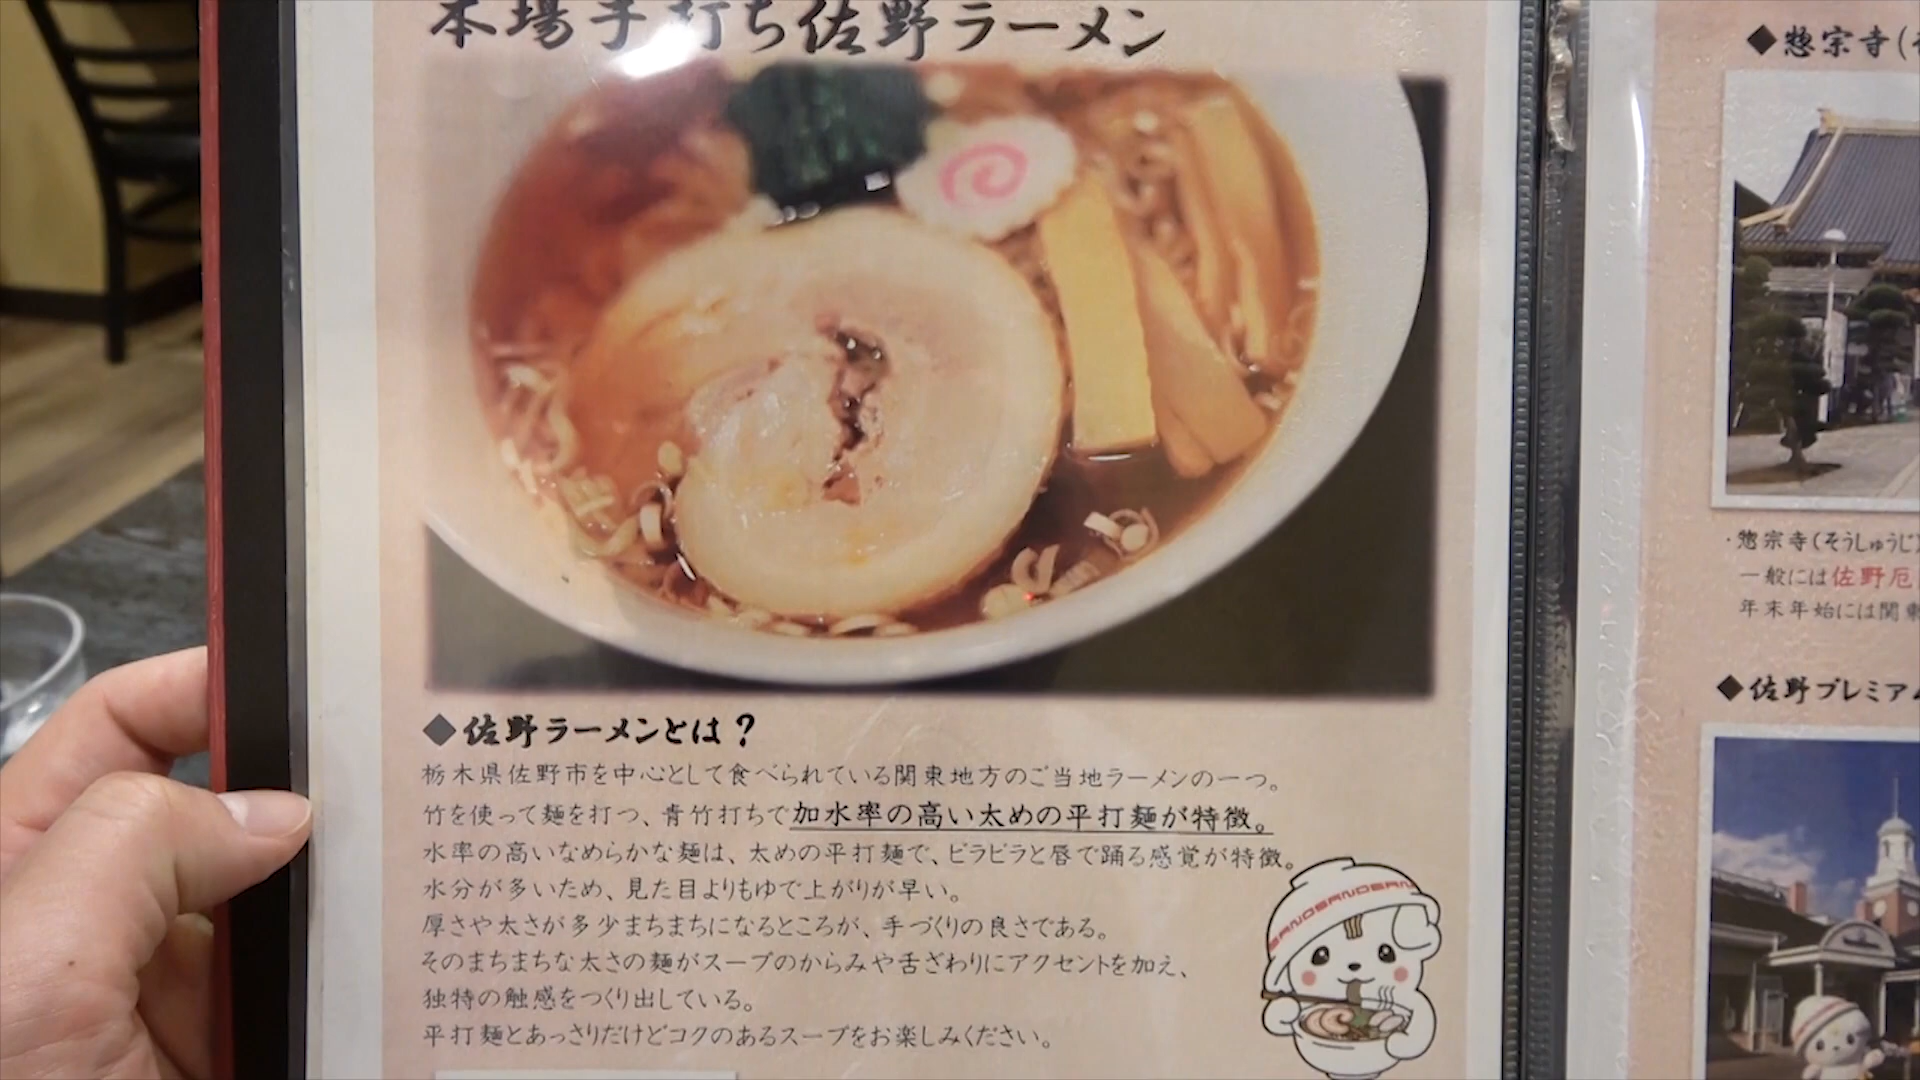 本場手打ち佐野ラーメン
◆佐野ラーメンとは？
栃木県佐野市を中心として食べられている関東地方のご当地ラーメンの一つ。
竹を使って麺を打つ、青竹打ちで加水率の高い太めの平打麺が特徴。
水率の高いなめらかな麺は、太めの平打麺で、ビラビラと唇で踊る感覚が特徴。
水分が多いため、見た目よりもゆで上がりが早い。
厚さや太さが多少まちまちになるところが、手づくりの良さである。
そのまちまちな太さの麺がスープのからみや舌ざわりにアクセントを加え、
独特の触感をつくり出している。
平打麺とあっさりだけどコクのあるスープをお楽しみください。
SANOSANOSAN
◆惣宗寺(
・惣宗寺(そうしゅうじ)
一般には佐野厄
年末年始には関東
◆佐野プレミアム